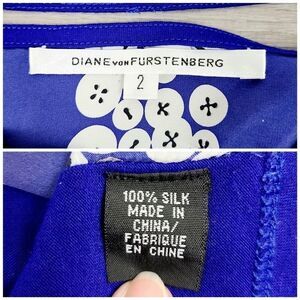 DIANE VON FURSTENBERG
2
100% SILK
MADE IN
CHINA/
FABRIQUE
EN CHINE